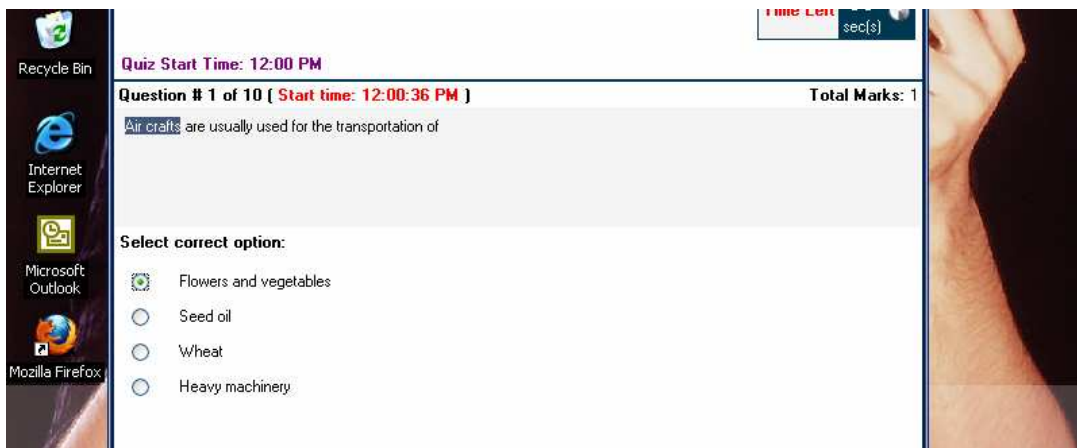 Time Left
sec(s)
Recycle Bin
Quiz Start Time: 12:00 PM
Question # 1 of 10 ( Start time: 12:00:36 PM )
Total Marks: 1
Air crafts are usually used for the transportation of
Internet
Explorer
Select correct option:
Microsoft
Outlook
Flowers and vegetables
Seed oil
Mozilla Firefox
Wheat
Heavy machinery